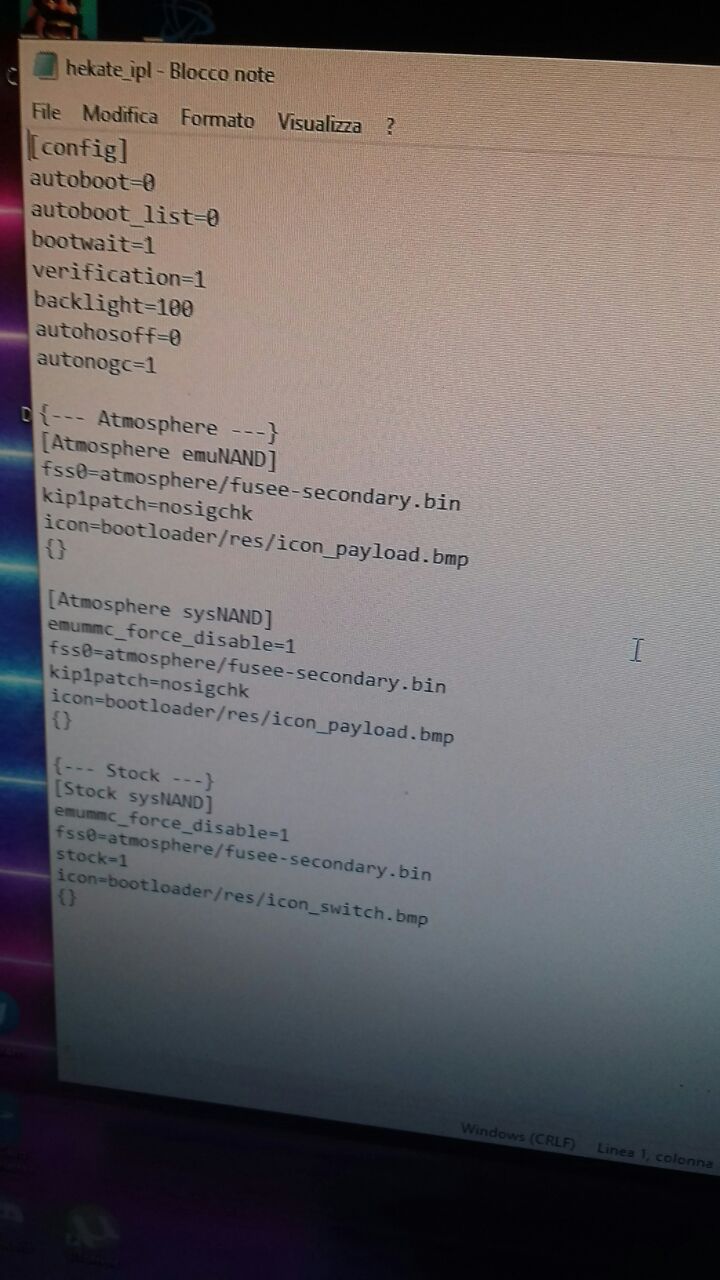 hekate_ipl - Blocco note
File Modifica Formato Visualizza ?
[config]
autoboot=0
autoboot_list=0
bootwait=1
verification=1
backlight=100
autohosoff=0
autonogc=1
{--- Atmosphere ---}
[Atmosphere emuNAND]
fss0=atmosphere/fusee-secondary.bin
kip1patch=nosigchk
icon=bootloader/res/icon_payload.bmp
{}
[Atmosphere sysNAND]
emummc_force_disable=1
fss0=atmosphere/fusee-secondary.bin
kip1patch=nosigchk
icon=bootloader/res/icon_payload.bmp
{}
{--- Stock ---}
[Stock sysNAND]
emummc_force_disable=1
fss0=atmosphere/fusee-secondary.bin
stock=1
icon=bootloader/res/icon_switch.bmp
{}
Windows (CRLF) Linea 1, colonna